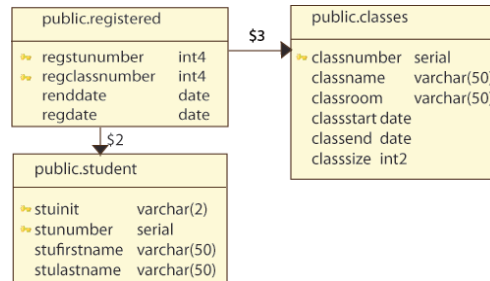 public.registered
regstunumber int4
regclassnumber int4
renddate date
regdate date
$3
public.classes
classnumber serial
classname varchar(50)
classroom varchar(50)
classstart date
classend date
classsize int2
$2
public.student
stuinit varchar(2)
stunumber serial
stufirstname varchar(50)
stulastname varchar(50)